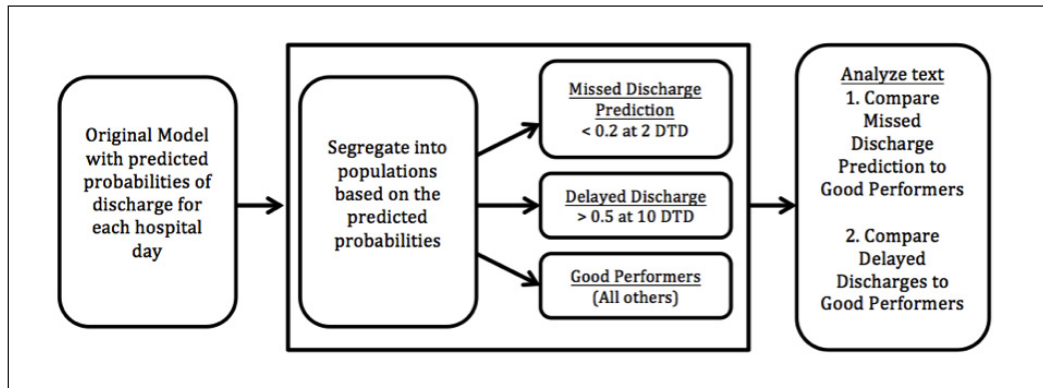 Original Model
with predicted
probabilities of
discharge for
each hospital
day
Segregate into
populations
based on the
predicted
probabilities
Missed Discharge
Prediction
< 0.2 at 2 DTD
Delayed Discharge
> 0.5 at 10 DTD
Good Performers
(All others)
Analyze text
1. Compare
Missed
Discharge
Prediction to
Good Performers
2. Compare
Delayed
Discharges to
Good Performers